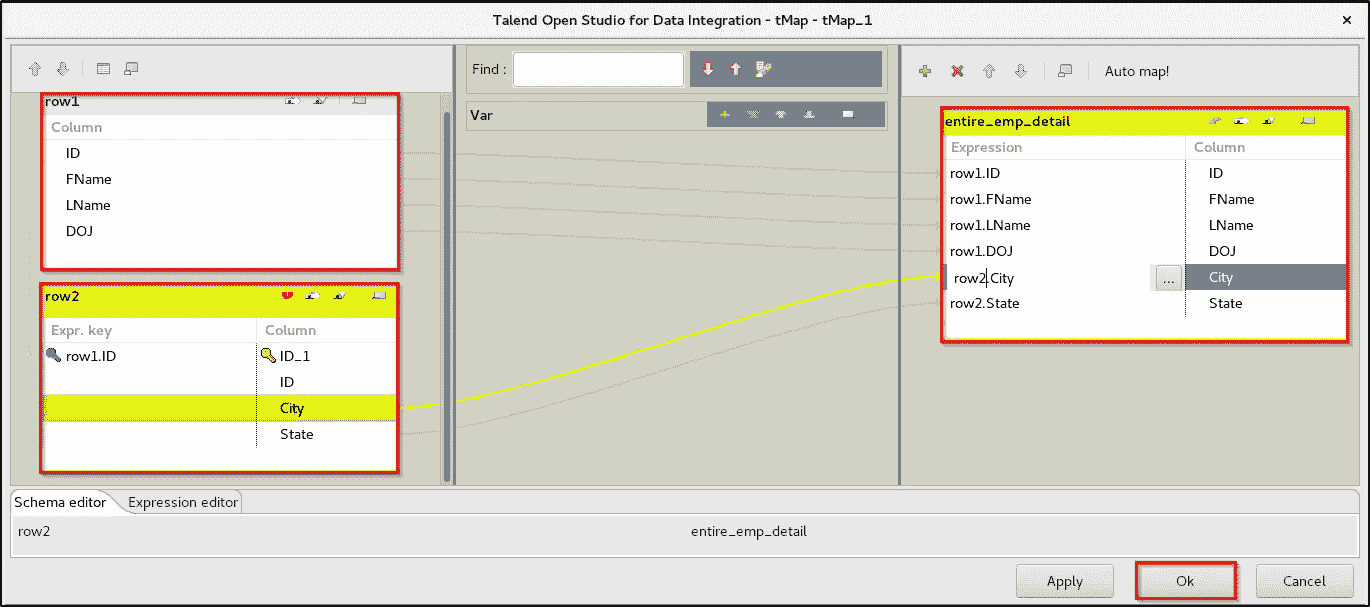 Talend Open Studio for Data Integration - tMap - tMap_1
Find :
Auto map!
row1
Column
ID
FName
LName
DOJ
row2
Expr. key Column
row1.ID ID_1
ID
City
State
Var
entire_emp_detail
Expression Column
row1.ID ID
row1.FName FName
row1.LName LName
row1.DOJ DOJ
row2.City ... City
row2.State State
Schema editor Expression editor
row2 entire_emp_detail
Apply Ok Cancel